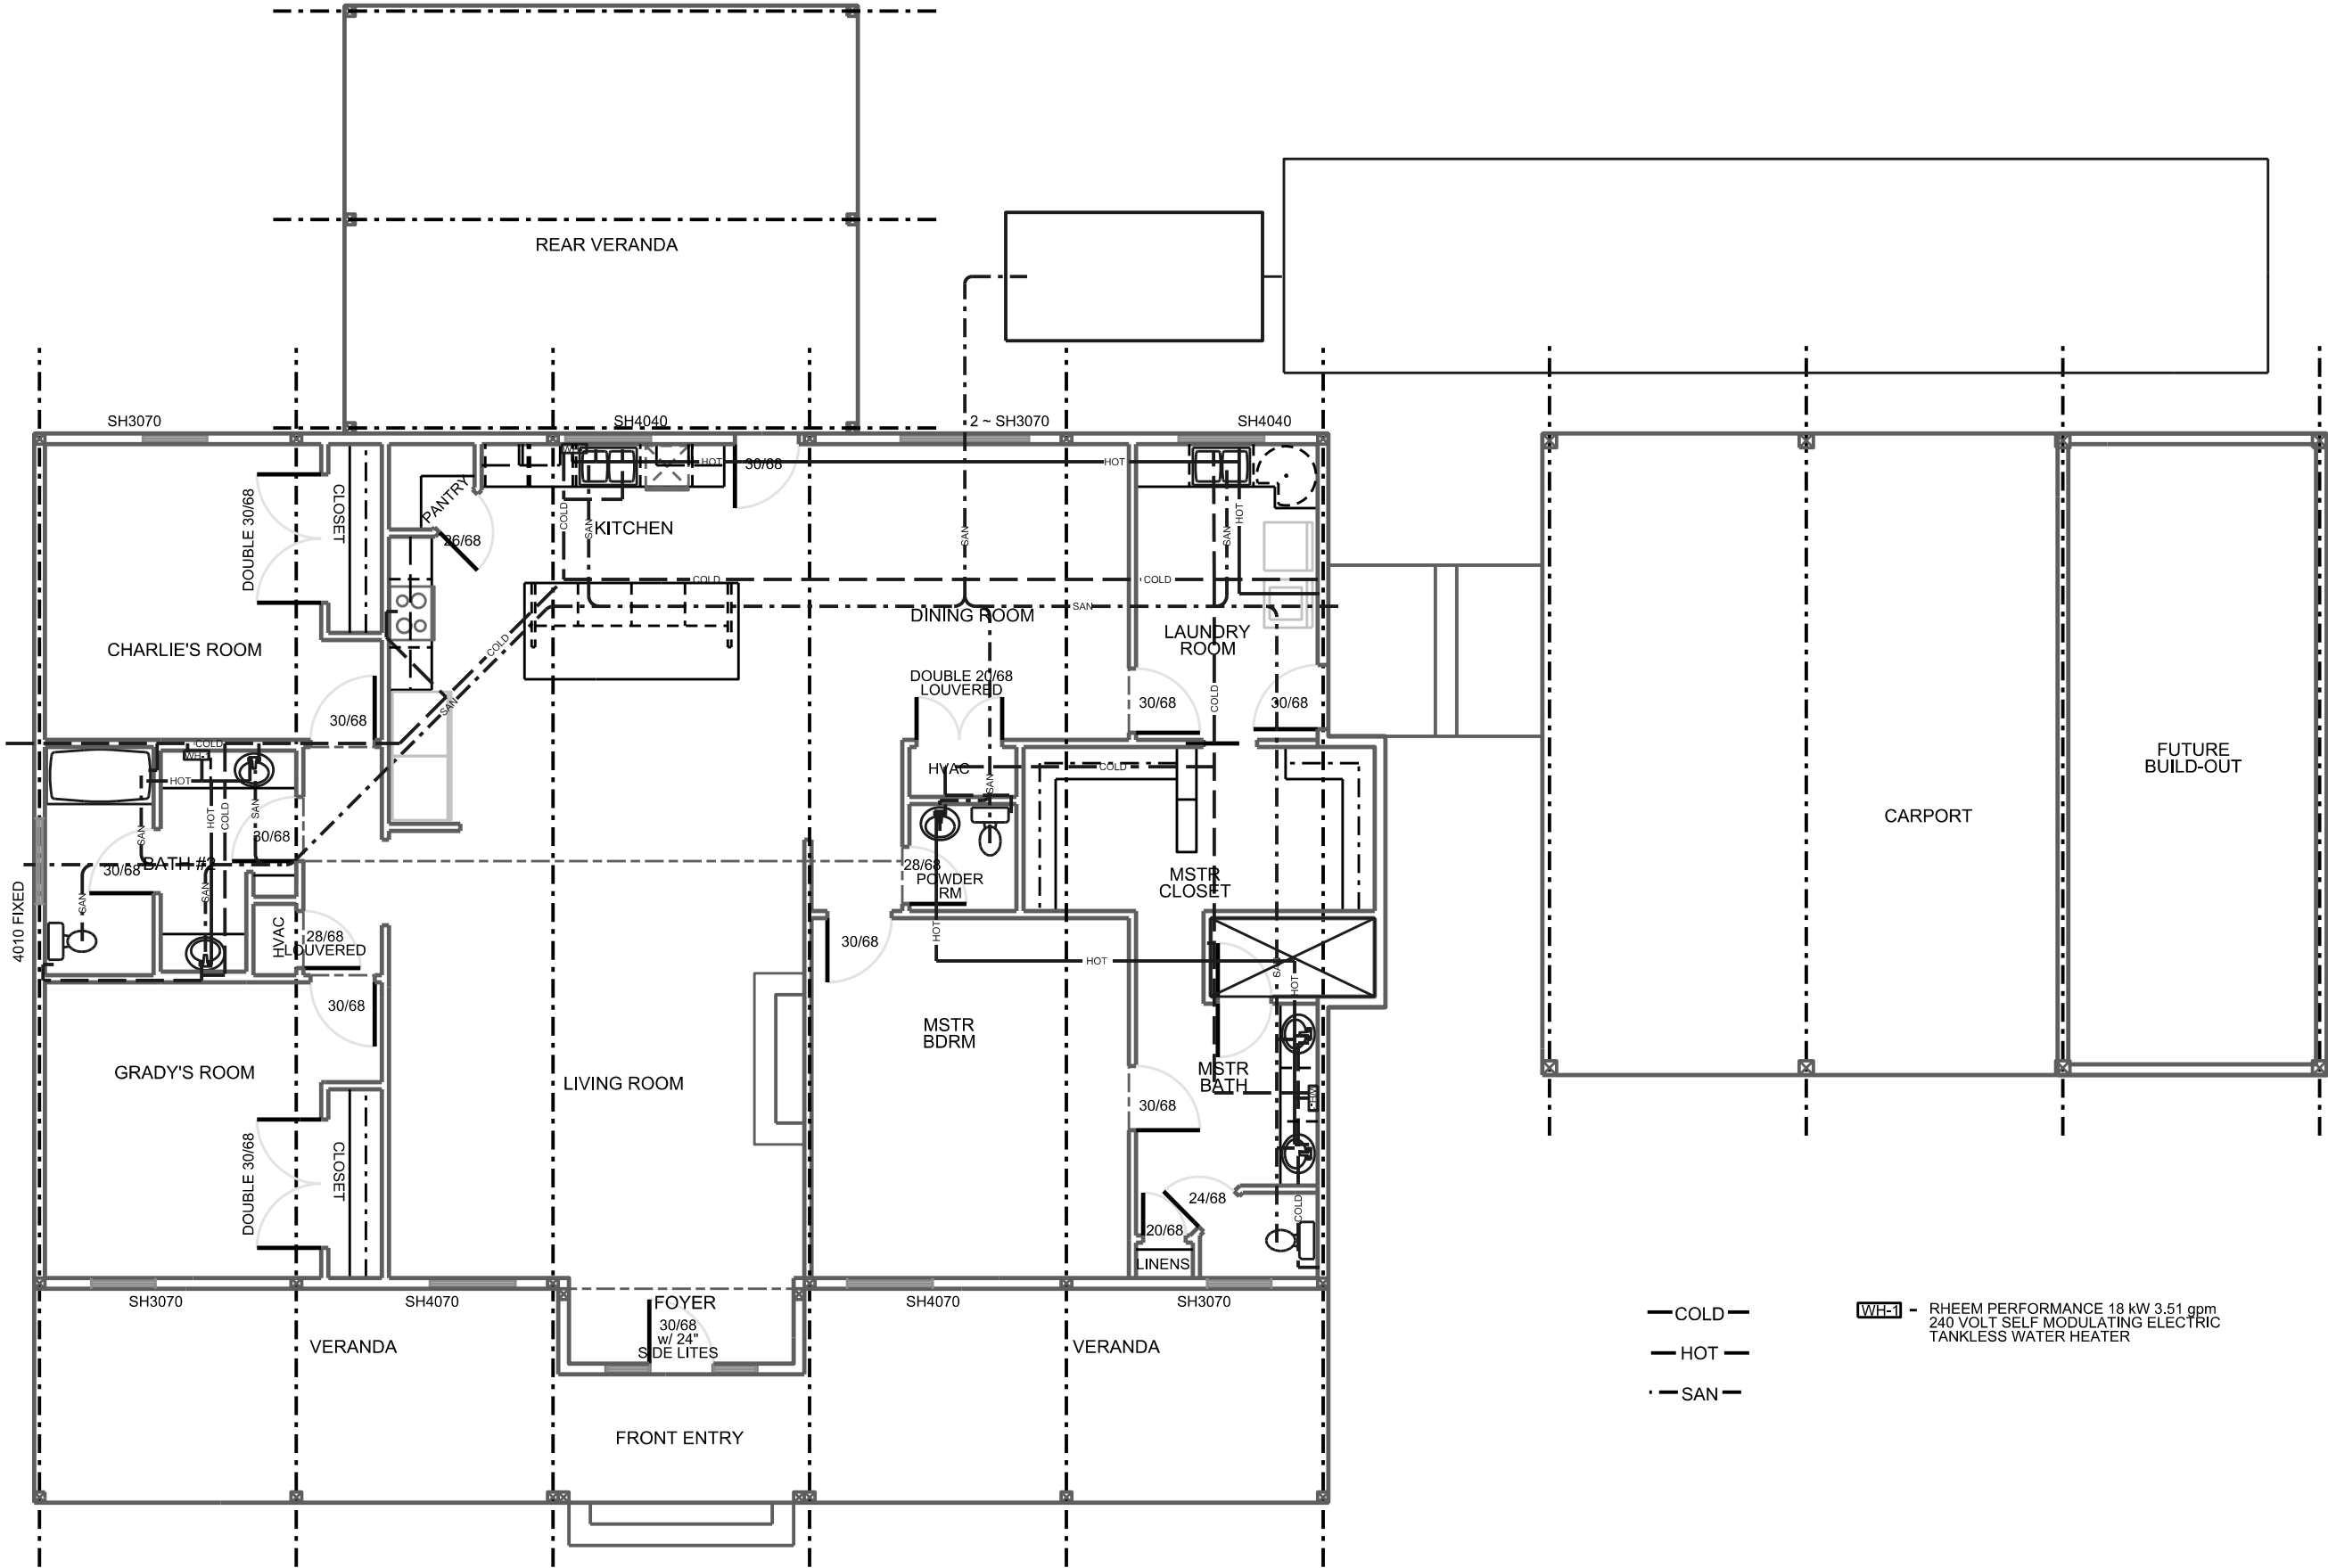 REAR VERANDA
SH3070
SH4040
2 ~ SH3070
SH4040
DOUBLE 30/68
CLOSET
PANTRY
26/68
KITCHEN
30/68
HOT
HOT
COLD
SAN
SAN
SAN
HOT
COLD
COLD
SAN
CHARLIE'S ROOM
30/68
COLD
SAN
DINING ROOM
DOUBLE 20/68
LOUVERED
LAUNDRY
ROOM
30/68
30/68
COLD
COLD
WH-1
HOT
SAN
HOT
COLD
SAN
30/68
30/68
BATH #2
SAN
SAN
4010 FIXED
HVAC
28/68
LOUVERED
HVAC
COLD
SAN
28/68
POWDER
RM
HOT
MSTR
CLOSET
FUTURE
BUILD-OUT
CARPORT
30/68
HOT
HOT
30/68
GRADY'S ROOM
LIVING ROOM
MSTR
BDRM
MSTR
BATH
30/68
DOUBLE 30/68
CLOSET
24/68
20/68
LINENS
COLD
SH3070
SH4070
SH4070
SH3070
FOYER
30/68
w/ 24"
SIDE LITES
VERANDA
VERANDA
FRONT ENTRY
COLD
HOT
SAN
WH-1 - RHEEM PERFORMANCE 18 kW 3.51 gpm
240 VOLT SELF MODULATING ELECTRIC
TANKLESS WATER HEATER